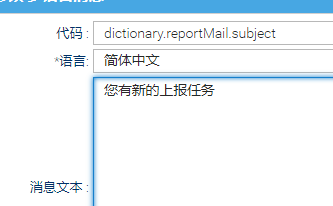 代码 : dictionary.reportMail.subject
*语言: 简体中文
您有新的上报任务
消息文本 :